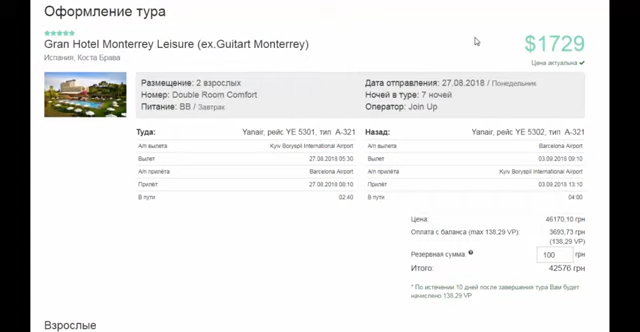 Оформление тура
Gran Hotel Monterrey Leisure (ex.Guitart Monterrey)
Испания, Коста Брава
$1729
Цена актуальна
Размещение: 2 взрослых
Номер: Double Room Comfort
Питание: BB / Завтрак
Дата отправления: 27.08.2018 / Понедельник
Ночей в туре: 7 ночей
Оператор: Join Up
Туда: Yanair, рейс YE 5301, тип A-321
А/п вылета Kyiv Boryspil International Airport
Вылет 27.08.2018 05:30
А/п прилёта Barcelona Airport
Прилёт 27.08.2018 08:10
В пути 02:40
Назад: Yanair, рейс YE 5302, тип A-321
А/п вылета Barcelona Airport
Вылет 03.09.2018 09:10
А/п прилёта Kyiv Boryspil International Airport
Прилёт 03.09.2018 13:10
В пути 04:00
Цена: 46170,10 грн
Оплата с баланса (max 138,29 VP): 3593,73 грн
(138,29 VP)
Резервная сумма. 100 грн
Итого: 42576 грн
* По истечении 10 дней после завершения тура Вам будет
начислено 138,29 VP
Взрослые